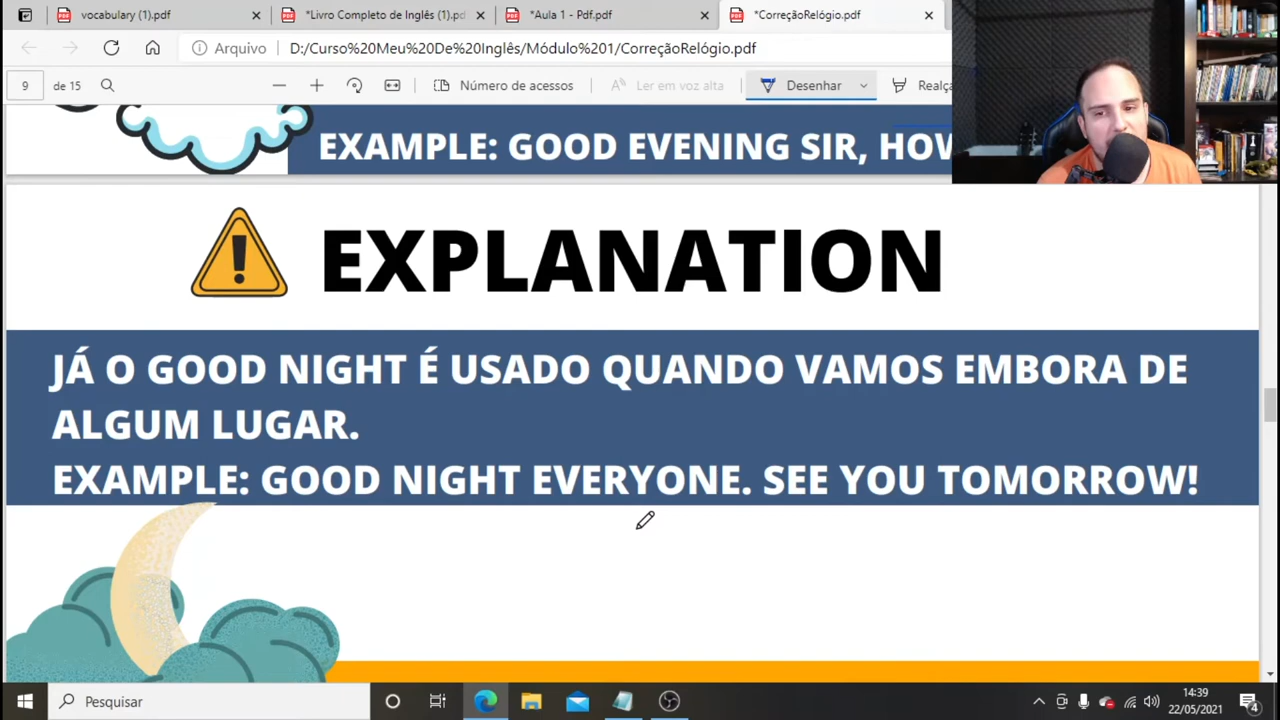 vocabulary (1).pdf
*Livro Completo de Inglês (1).pd
*Aula 1 - Pdf.pdf
*CorreçãoRelógio.pdf
Arquivo
D:/Curso%20Meu%20De%20Inglês/Módulo%201/CorreçãoRelógio.pdf
9 de 15
Número de acessos
Ler em voz alta
Desenhar
Realça
EXAMPLE: GOOD EVENING SIR, HOW
EXPLANATION
JÁ O GOOD NIGHT É USADO QUANDO VAMOS EMBORA DE
ALGUM LUGAR.
EXAMPLE: GOOD NIGHT EVERYONE. SEE YOU TOMORROW!
Pesquisar
14:39
22/05/2021
4